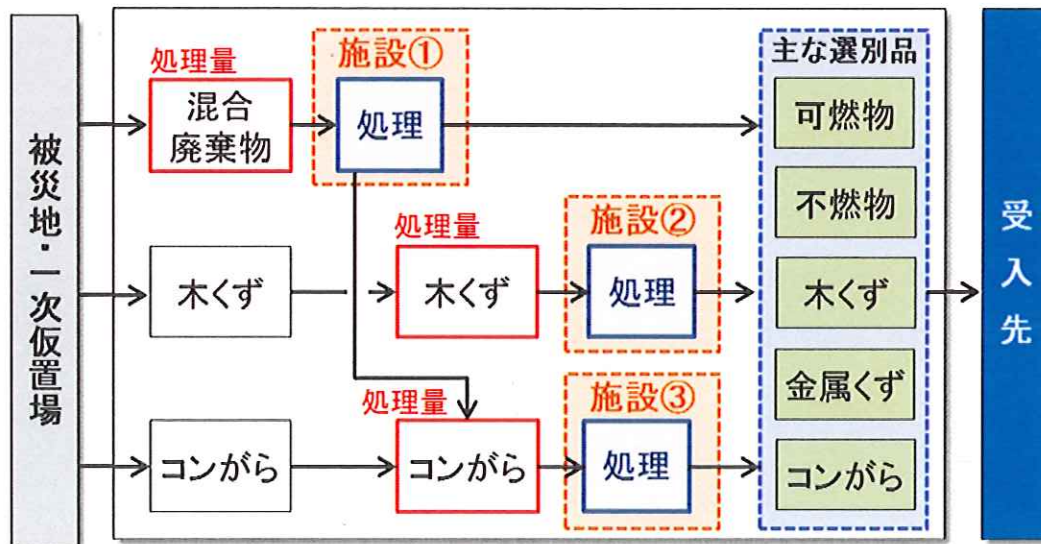 被災地・一次仮置場
処理量
混合
廃棄物
施設①
処理
木くず
処理量
木くず
施設②
処理
コンがら
処理量
コンがら
施設③
処理
主な選別品
可燃物
不燃物
木くず
金属くず
コンがら
受入先